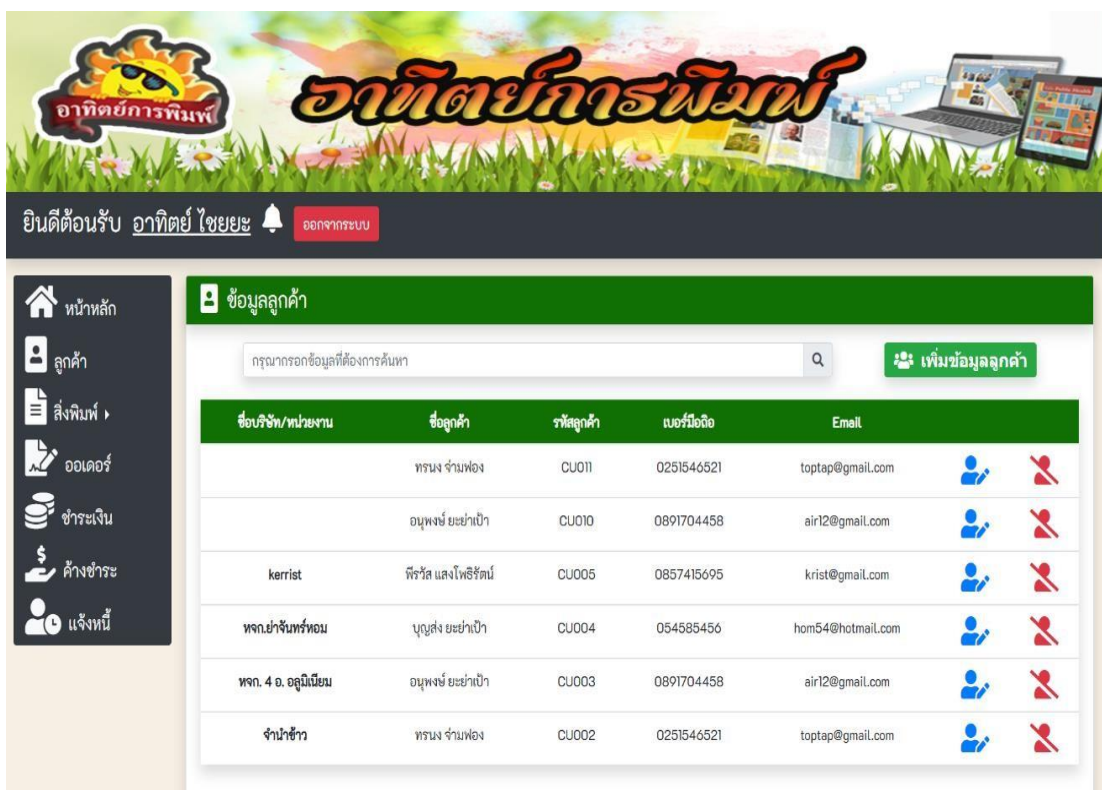 อาทิตย์การพิมพ์
อาทิตย์การพิมพ์
ยินดีต้อนรับ อาทิตย์ ไชยยะ ออกจากระบบ
หน้าหลัก
ลูกค้า
สิ่งพิมพ์
ออเดอร์
ชำระเงิน
ค้างชำระ
แจ้งหนี้
ข้อมูลลูกค้า
กรุณากรอกข้อมูลที่ต้องการค้นหา
เพิ่มข้อมูลลูกค้า
ชื่อบริษัท/หน่วยงาน ชื่อลูกค้า รหัสลูกค้า เบอร์มือถือ Email
ทรนง จ่ามฟอง CU011 0251546521 toptap@gmail.com
อนุพงษ์ ยะย่าเป้า CU010 0891704458 air12@gmail.com
kerrist พีรวัส แสงโพธิรัตน์ CU005 0857415695 krist@gmail.com
หจก.ย่าจันทร์หอม บุญส่ง ยะย่าเป้า CU004 054585456 hom54@hotmail.com
หจก. 4 อ. อลูมิเนียม อนุพงษ์ ยะย่าเป้า CU003 0891704458 air12@gmail.com
จำนำข้าว ทรนง จ่ามฟอง CU002 0251546521 toptap@gmail.com